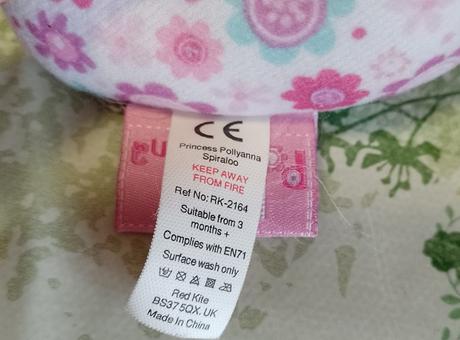 CE
Princess Pollyanna
Spiraloo
KEEP AWAY
FROM FIRE
Ref No: RK-2164
Suitable from 3
months +
Complies with EN71
Surface wash only
Red Kite
BS37 5QX. UK
Made In China